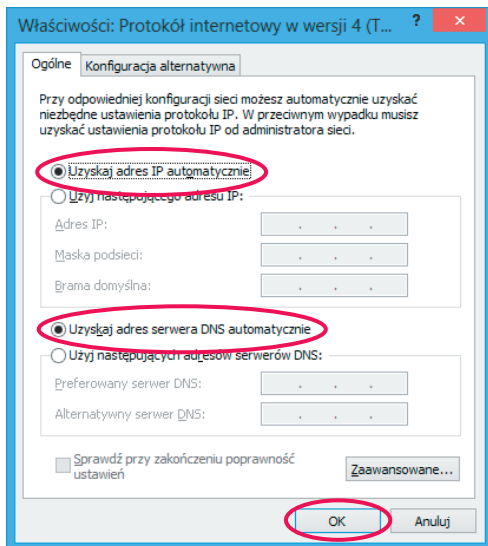 Właściwości: Protokół internetowy w wersji 4 (T...
?
Ogólne
Konfiguracja alternatywna
Przy odpowiedniej konfiguracji sieci możesz automatycznie uzyskać
niezbędne ustawienia protokołu IP. W przeciwnym wypadku musisz
uzyskać ustawienia protokołu IP od administratora sieci.
Uzyskaj adres IP automatycznie
Użyj następującego adresu IP:
Adres IP:
Maska podsieci:
Brama domyślna:
Uzyskaj adres serwera DNS automatycznie
Użyj następujących adresów serwerów DNS:
Preferowany serwer DNS:
Alternatywny serwer DNS:
Sprawdź przy zakończeniu poprawność
ustawień
Zaawansowane...
OK
Anuluj